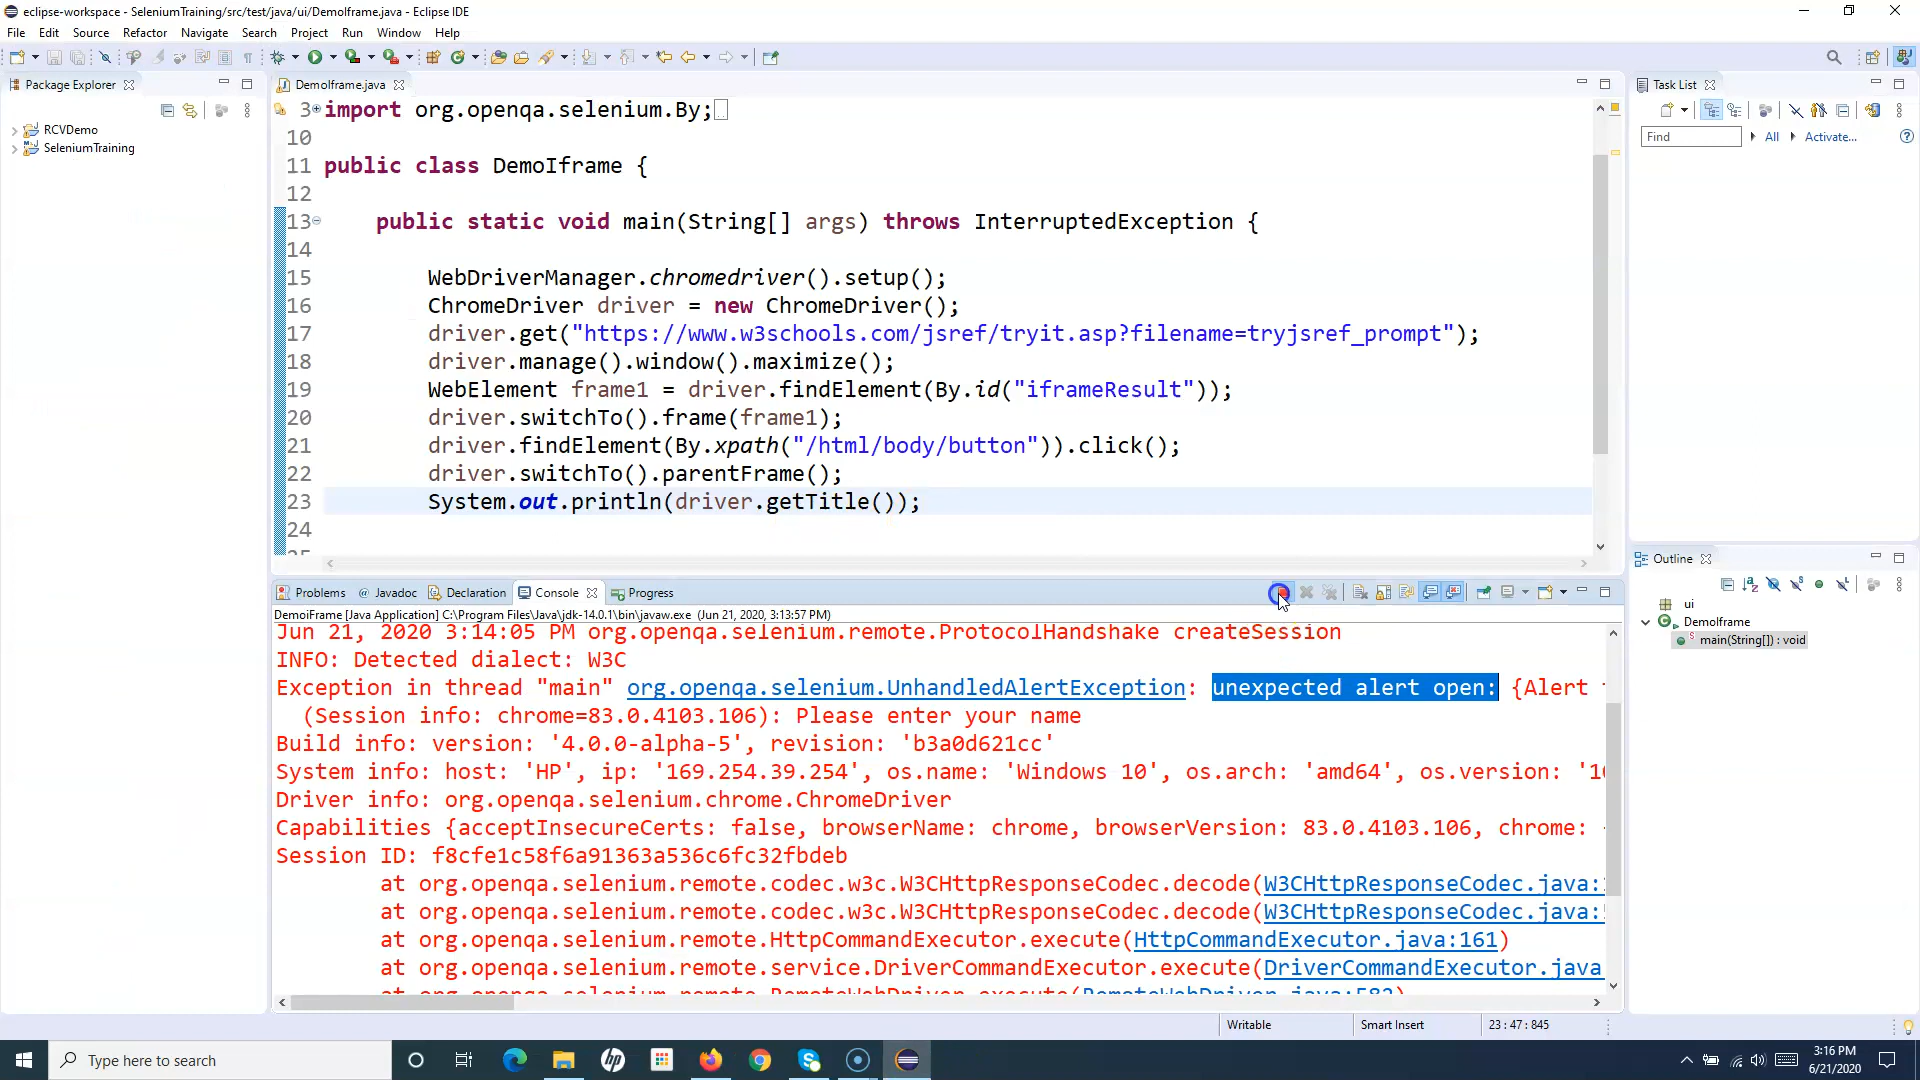 eclipse-workspace - SeleniumTraining/src/test/java/ui/DemoIframe.java - Eclipse IDE
File Edit Source Refactor Navigate Search Project Run Window Help
Package Explorer
RCVDemo
SeleniumTraining
DemoIframe.java
3 import org.openqa.selenium.By;
10
11 public class DemoIframe {
12
13 public static void main(String[] args) throws InterruptedException {
14
15 WebDriverManager.chromedriver().setup();
16 ChromeDriver driver = new ChromeDriver();
17 driver.get("https://www.w3schools.com/jsref/tryit.asp?filename=tryjsref_prompt");
18 driver.manage().window().maximize();
19 WebElement frame1 = driver.findElement(By.id("iframeResult"));
20 driver.switchTo().frame(frame1);
21 driver.findElement(By.xpath("/html/body/button")).click();
22 driver.switchTo().parentFrame();
23 System.out.println(driver.getTitle());
24
Task List
Find All Activate...
Outline
ui
DemoIframe
main(String[]) : void
Problems @ Javadoc Declaration Console Progress
DemoiFrame [Java Application] C:\Program Files\Java\jdk-14.0.1\bin\javaw.exe (Jun 21, 2020, 3:13:57 PM)
Jun 21, 2020 3:14:05 PM org.openqa.selenium.remote.ProtocolHandshake createSession
INFO: Detected dialect: W3C
Exception in thread "main" org.openqa.selenium.UnhandledAlertException: unexpected alert open: {Alert
(Session info: chrome=83.0.4103.106): Please enter your name
Build info: version: '4.0.0-alpha-5', revision: 'b3a0d621cc'
System info: host: 'HP', ip: '169.254.39.254', os.name: 'Windows 10', os.arch: 'amd64', os.version: '10
Driver info: org.openqa.selenium.chrome.ChromeDriver
Capabilities {acceptInsecureCerts: false, browserName: chrome, browserVersion: 83.0.4103.106, chrome:
Session ID: f8cfe1c58f6a91363a536c6fc32fbdeb
at org.openqa.selenium.remote.codec.w3c.W3CHttpResponseCodec.decode(W3CHttpResponseCodec.java:
at org.openqa.selenium.remote.codec.w3c.W3CHttpResponseCodec.decode(W3CHttpResponseCodec.java:
at org.openqa.selenium.remote.HttpCommandExecutor.execute(HttpCommandExecutor.java:161)
at org.openqa.selenium.remote.service.DriverCommandExecutor.execute(DriverCommandExecutor.java
at org.openqa.selenium.remote.RemoteWebDriver.execute(RemoteWebDriver.java:582)
Writable Smart Insert 23 : 47 : 845
Type here to search
3:16 PM
6/21/2020